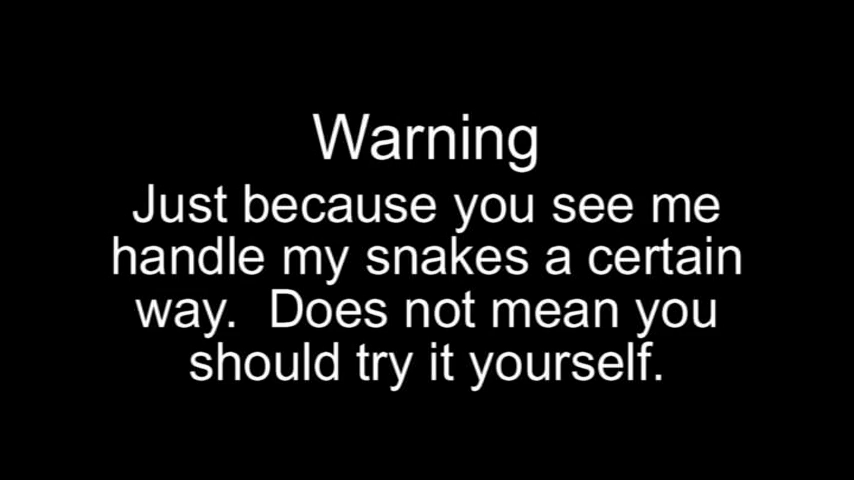 Warning
Just because you see me
handle my snakes a certain
way.  Does not mean you
should try it yourself.